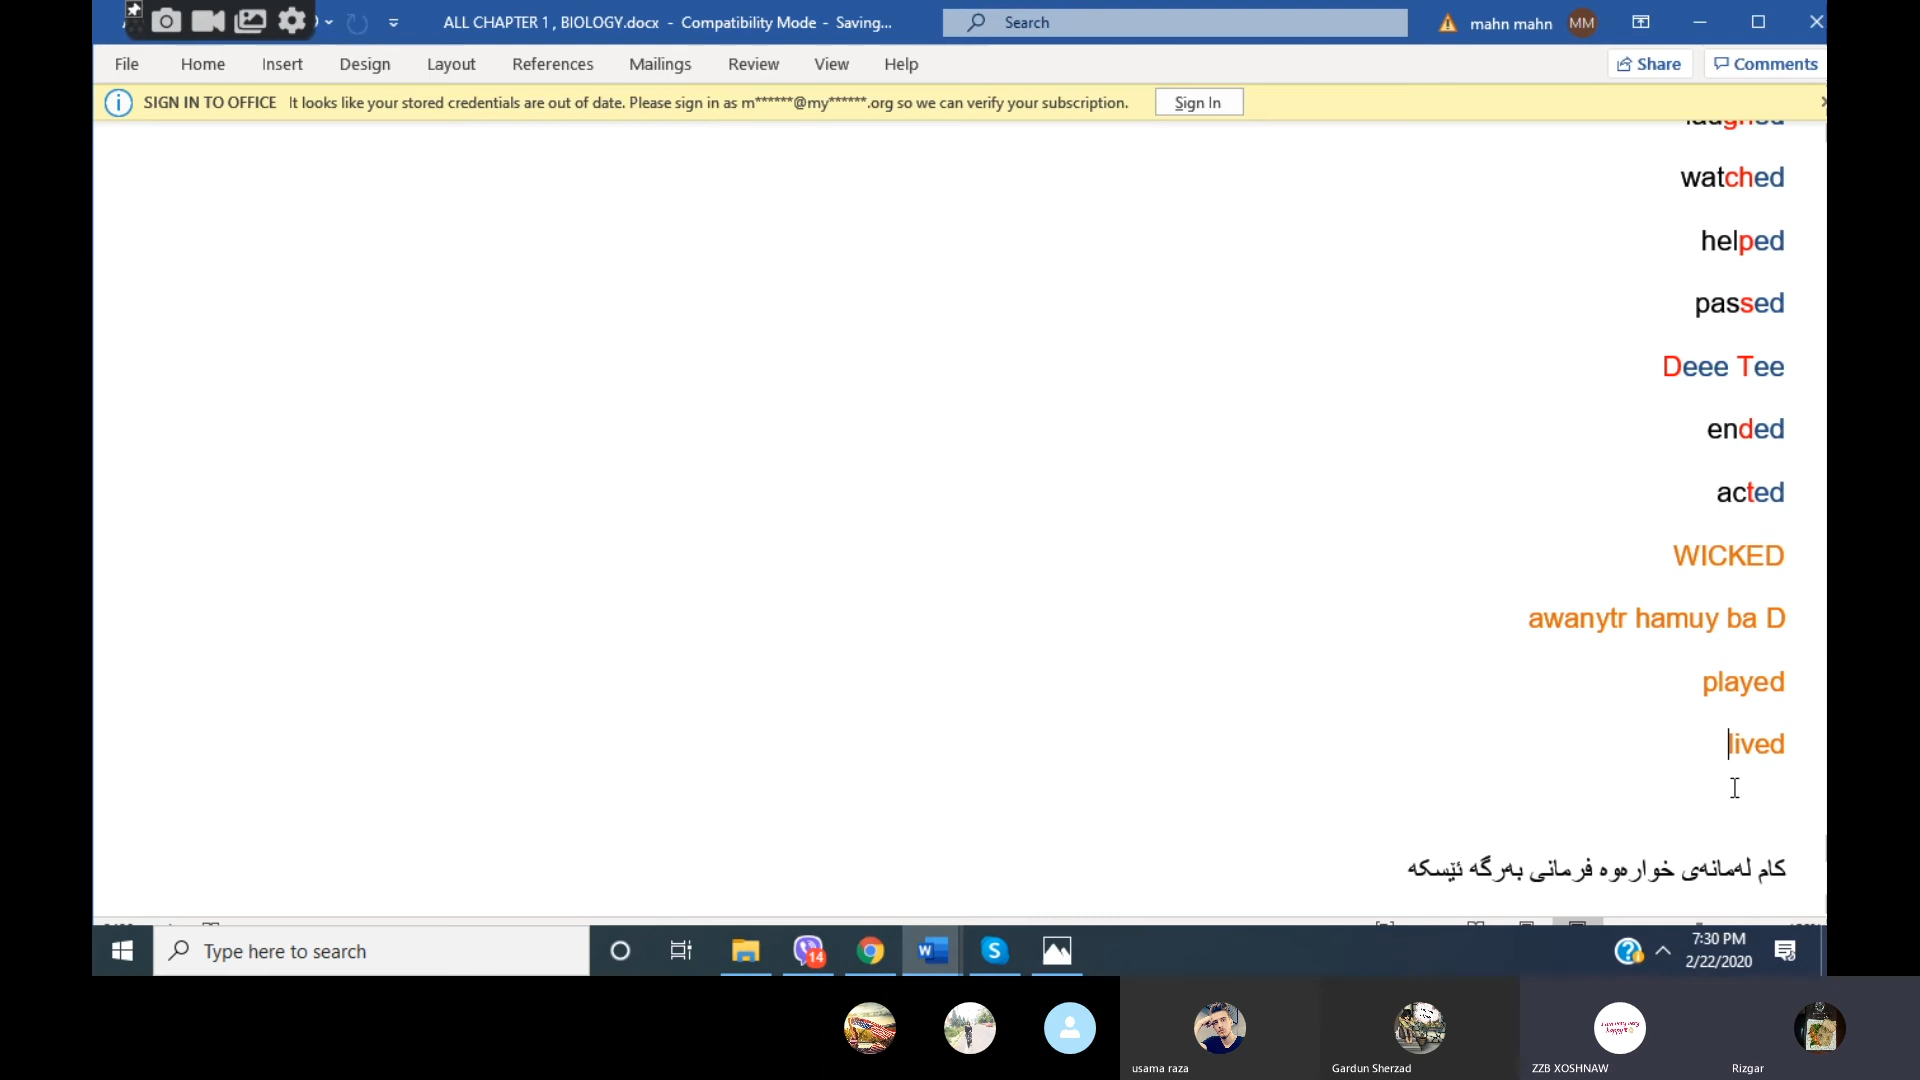 ALL CHAPTER 1 , BIOLOGY.docx - Compatibility Mode - Saving...
Search
mahn mahn
MM
File Home Insert Design Layout References Mailings Review View Help
Share
Comments
SIGN IN TO OFFICE It looks like your stored credentials are out of date. Please sign in as m******@my******.org so we can verify your subscription.
Sign In
watched
helped
passed
Deee Tee
ended
acted
WICKED
awanytr hamuy ba D
played
lived
کام لەمانەی خوارەوە فرمانی بەرگە ئێسکە
Type here to search
14
7:30 PM
2/22/2020
usama raza
Gardun Sherzad
ZZB XOSHNAW
Rizgar